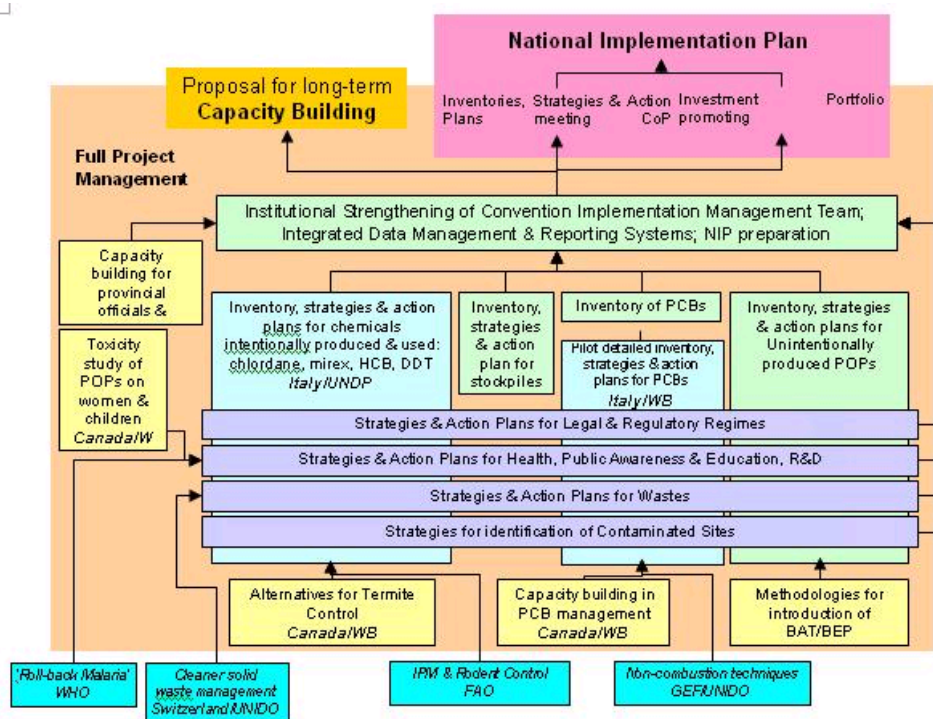 National Implementation Plan
Inventories, Strategies & Action Investment Portfolio
Plans meeting CoP promoting
Proposal for long-term
Capacity Building
Full Project
Management
Institutional Strengthening of Convention Implementation Management Team;
Integrated Data Management & Reporting Systems; NIP preparation
Capacity
building for
provincial
officials &
Toxicity
study of
POPs on
women &
children
Canada/W
Inventory, strategies & action
plans for chemicals
intentionally produced & used:
chlordane, mirex, HCB, DDT
Italy/UNDP
Inventory,
strategies
& action
plan for
stockpiles
Inventory of PCBs
Pilot detailed inventory,
strategies & action
plans for PCBs
Italy/WB
Inventory, strategies
& action plans for
Unintentionally
produced POPs
Strategies & Action Plans for Legal & Regulatory Regimes
Strategies & Action Plans for Health, Public Awareness & Education, R&D
Strategies & Action Plans for Wastes
Strategies for identification of Contaminated Sites
Alternatives for Termite
Control
Canada/WB
Capacity building in
PCB management
Canada/WB
Methodologies for
introduction of
BAT/BEP
'Roll-back Malaria'
WHO
Cleaner solid
waste management
Switzerland/UNIDO
IPM & Rodent Control
FAO
Non-combustion techniques
GEF/UNIDO